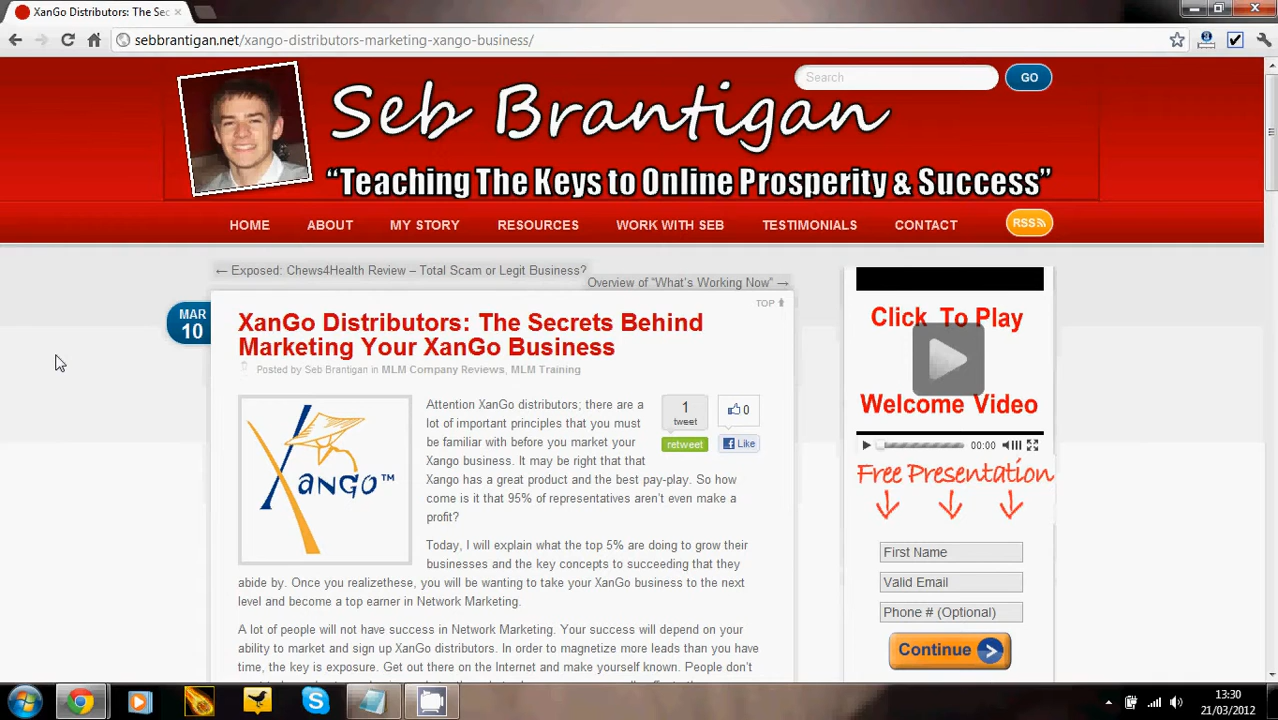 XanGo Distributors: The Sec
sebbrantigan.net/xango-distributors-marketing-xango-business/
Search
GO
Seb Brantigan
“Teaching The Keys to Online Prosperity & Success”
HOME ABOUT MY STORY RESOURCES WORK WITH SEB TESTIMONIALS CONTACT RSS
← Exposed: Chews4Health Review – Total Scam or Legit Business?
Overview of “What’s Working Now” →
TOP
MAR
10
XanGo Distributors: The Secrets Behind
Marketing Your XanGo Business
Posted by Seb Brantigan in MLM Company Reviews, MLM Training
XANGO™
Attention XanGo distributors; there are a
lot of important principles that you must
be familiar with before you market your
Xango business. It may be right that that
Xango has a great product and the best pay-play. So how
come is it that 95% of representatives aren’t even make a
profit?
1
tweet
retweet
0
Like
Today, I will explain what the top 5% are doing to grow their
businesses and the key concepts to succeeding that they
abide by. Once you realizethese, you will be wanting to take your XanGo business to the next
level and become a top earner in Network Marketing.
A lot of people will not have success in Network Marketing. Your success will depend on your
ability to market and sign up XanGo distributors. In order to magnetize more leads than you have
time, the key is exposure. Get out there on the Internet and make yourself known. People don’t
Click To Play
Welcome Video
00:00
Free Presentation
First Name
Valid Email
Phone # (Optional)
Continue
13:30
21/03/2012